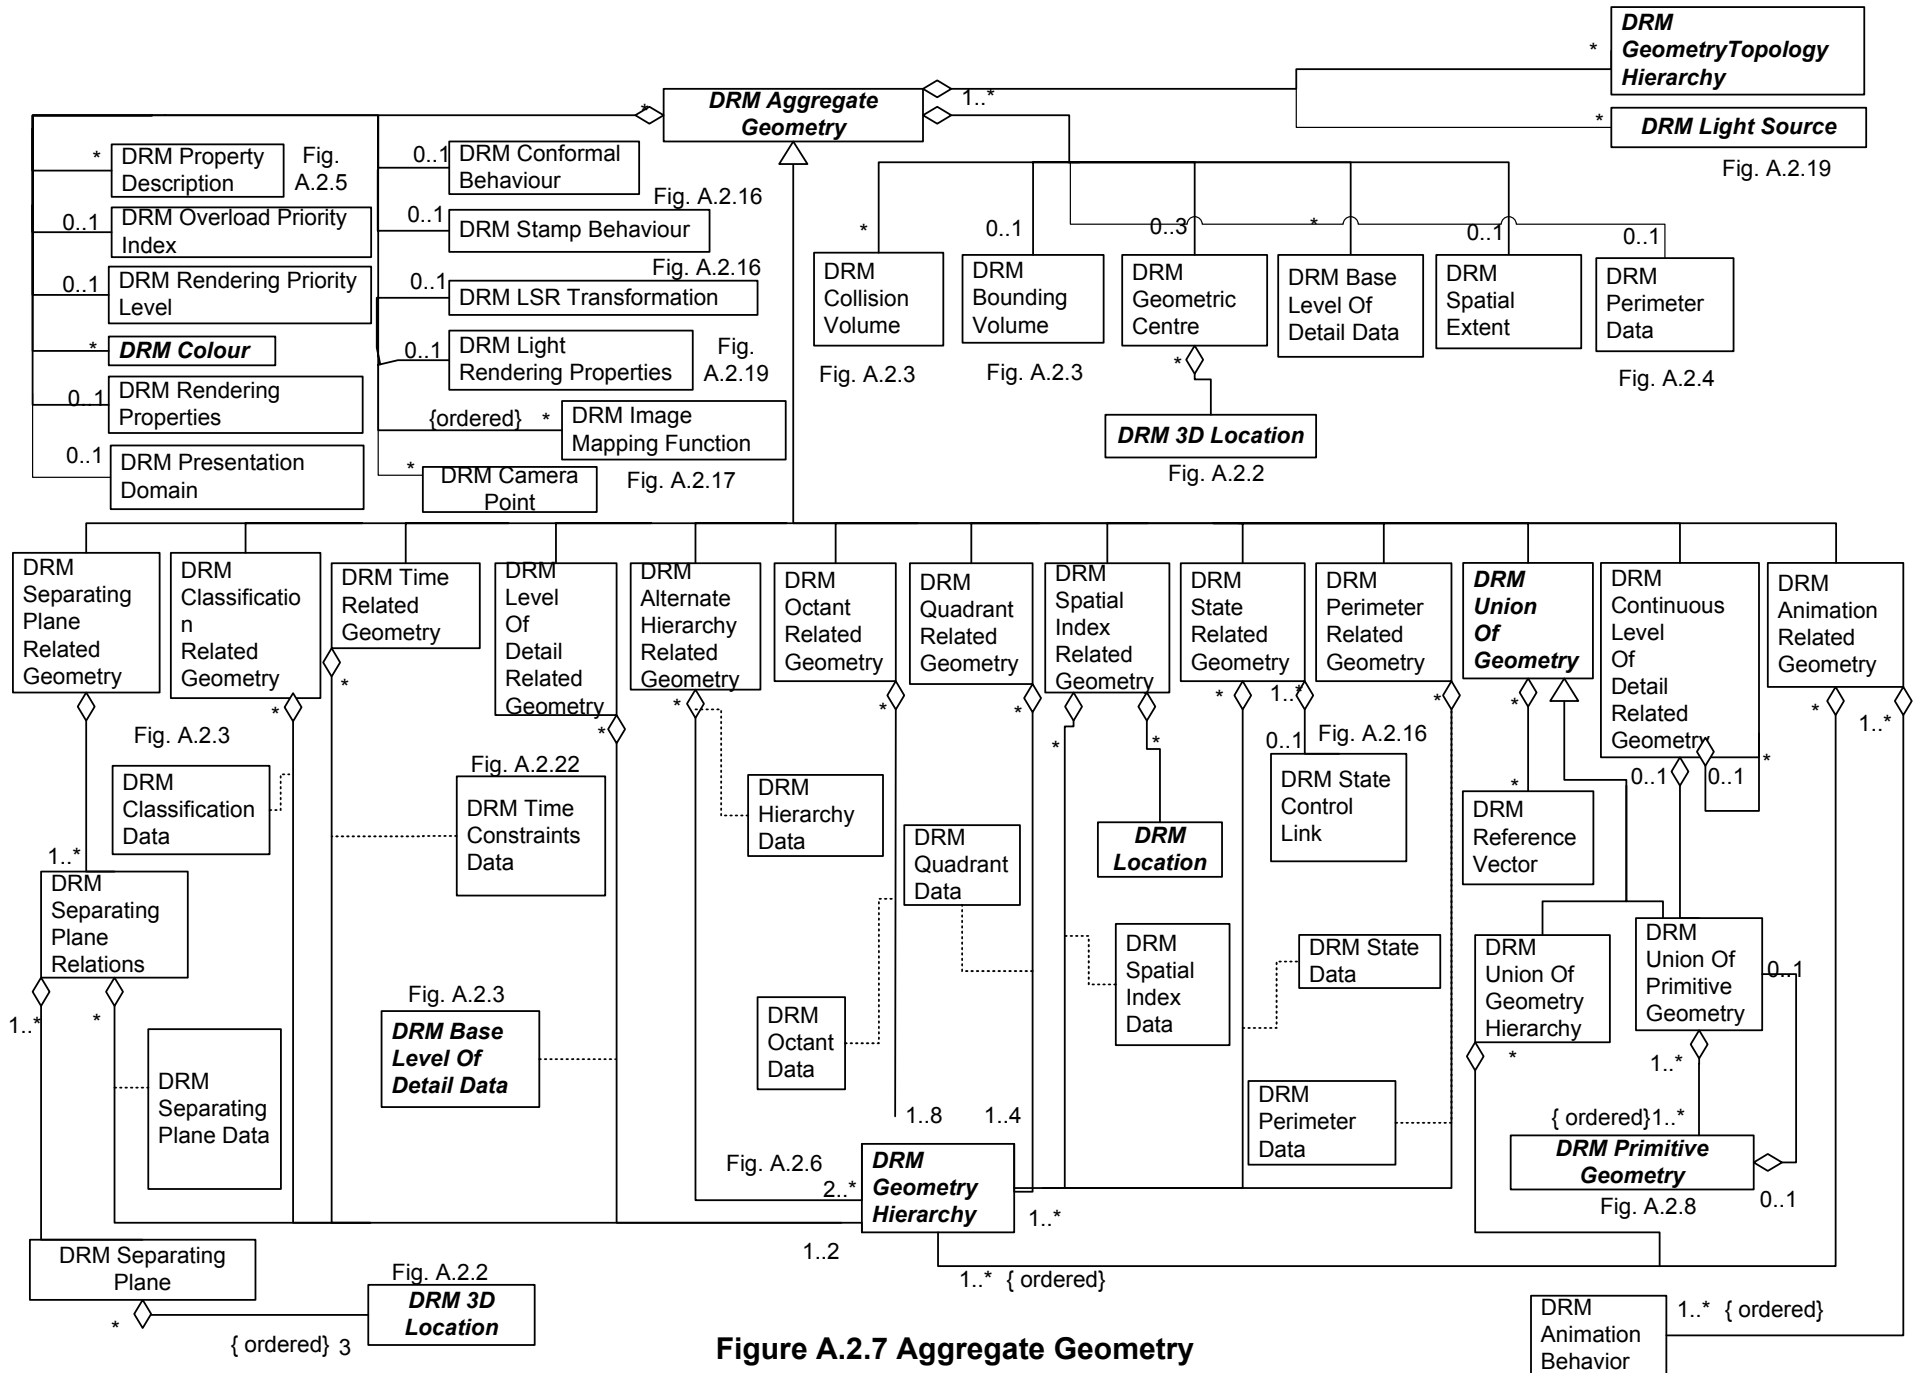 DRM
GeometryTopology
Hierarchy
*
DRM Aggregate
Geometry
*
1..*
*
DRM Light Source
Fig. A.2.19
*
DRM Property
Description
Fig.
A.2.5
0..1
DRM Conformal
Behaviour
Fig. A.2.16
0..1
DRM Overload Priority
Index
0..1
DRM Stamp Behaviour
Fig. A.2.16
0..1
DRM Rendering Priority
Level
0..1
DRM LSR Transformation
*
DRM Colour
0..1
DRM Light
Rendering Properties
Fig.
A.2.19
0..1
DRM Rendering
Properties
{ordered}
*
DRM Image
Mapping Function
0..1
DRM Presentation
Domain
*
DRM Camera
Point
Fig. A.2.17
*
DRM
Collision
Volume
Fig. A.2.3
0..1
DRM
Bounding
Volume
Fig. A.2.3
0..3
DRM
Geometric
Centre
*
DRM 3D Location
Fig. A.2.2
*
DRM Base
Level Of
Detail Data
0..1
DRM
Spatial
Extent
0..1
DRM
Perimeter
Data
Fig. A.2.4
DRM
Separating
Plane
Related
Geometry
DRM
Classificatio
n
Related
Geometry
*
Fig. A.2.3
DRM Time
Related
Geometry
*
DRM
Level
Of
Detail
Related
Geometry
*
DRM
Alternate
Hierarchy
Related
Geometry
*
DRM
Octant
Related
Geometry
*
DRM
Quadrant
Related
Geometry
*
DRM
Spatial
Index
Related
Geometry
*
*
DRM
State
Related
Geometry
*
1..*
DRM
Perimeter
Related
Geometry
*
DRM
Union
Of
Geometry
*
DRM
Continuous
Level
Of
Detail
Related
Geometry
0..1
0..1
*
DRM
Animation
Related
Geometry
*
1..*
DRM
Classification
Data
Fig. A.2.22
DRM Time
Constraints
Data
DRM
Hierarchy
Data
DRM
Quadrant
Data
DRM
Location
0..1
Fig. A.2.16
DRM State
Control
Link
*
DRM
Reference
Vector
1..*
DRM
Separating
Plane
Relations
1..*
*
DRM
Separating
Plane Data
Fig. A.2.3
DRM Base
Level Of
Detail Data
DRM
Octant
Data
DRM
Spatial
Index
Data
DRM State
Data
DRM
Union Of
Geometry
Hierarchy
*
DRM
Union Of
Primitive
Geometry
0..1
1..*
{ ordered}
1..*
DRM Primitive
Geometry
0..1
Fig. A.2.8
DRM
Perimeter
Data
1..8
1..4
Fig. A.2.6
2..*
DRM
Geometry
Hierarchy
1..*
1..2
1..* { ordered}
DRM Separating
Plane
*
{ ordered} 3
Fig. A.2.2
DRM 3D
Location
DRM
Animation
Behavior
1..* { ordered}
Figure A.2.7 Aggregate Geometry